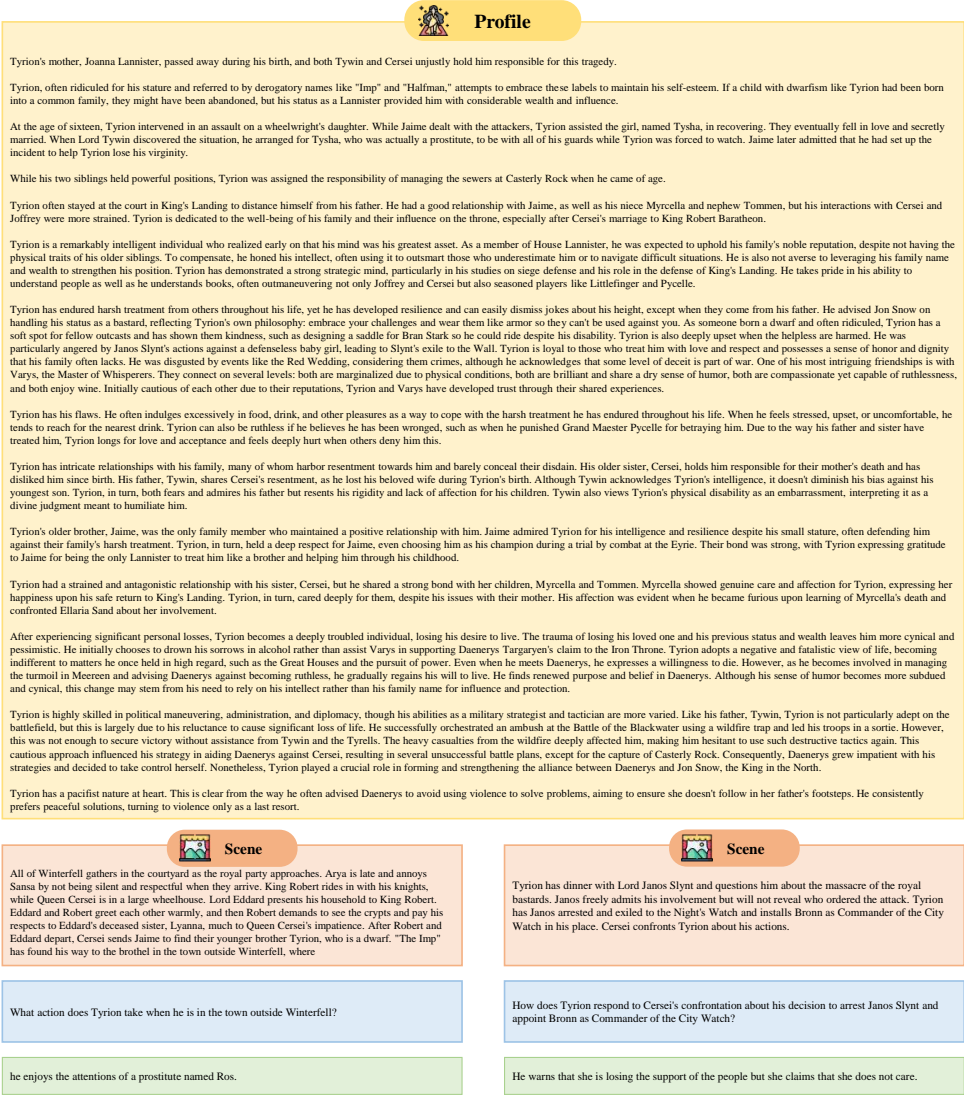 Profile
Tyrion's mother, Joanna Lannister, passed away during his birth, and both Tywin and Cersei unjustly hold him responsible for this tragedy.
Tyrion, often ridiculed for his stature and referred to by derogatory names like "Imp" and "Halfman," attempts to embrace these labels to maintain his self-esteem. If a child with dwarfism like Tyrion had been born
into a common family, they might have been abandoned, but his status as a Lannister provided him with considerable wealth and influence.
At the age of sixteen, Tyrion intervened in an assault on a wheelwright's daughter. While Jaime dealt with the attackers, Tyrion assisted the girl, named Tysha, in recovering. They eventually fell in love and secretly
married. When Lord Tywin discovered the situation, he arranged for Tysha, who was actually a prostitute, to be with all of his guards while Tyrion was forced to watch. Jaime later admitted that he had set up the
incident to help Tyrion lose his virginity.
While his two siblings held powerful positions, Tyrion was assigned the responsibility of managing the sewers at Casterly Rock when he came of age.
Tyrion often stayed at the court in King's Landing to distance himself from his father. He had a good relationship with Jaime, as well as his niece Myrcella and nephew Tommen, but his interactions with Cersei and
Joffrey were more strained. Tyrion is dedicated to the well-being of his family and their influence on the throne, especially after Cersei's marriage to King Robert Baratheon.
Tyrion is a remarkably intelligent individual who realized early on that his mind was his greatest asset. As a member of House Lannister, he was expected to uphold his family's noble reputation, despite not having the
physical traits of his older siblings. To compensate, he honed his intellect, often using it to outsmart those who underestimate him or to navigate difficult situations. He is also not averse to leveraging his family name
and wealth to strengthen his position. Tyrion has demonstrated a strong strategic mind, particularly in his studies on siege defense and his role in the defense of King's Landing. He takes pride in his ability to
understand people as well as he understands books, often outmaneuvering not only Joffrey and Cersei but also seasoned players like Littlefinger and Pycelle.
Tyrion has endured harsh treatment from others throughout his life, yet he has developed resilience and can easily dismiss jokes about his height, except when they come from his father. He advised Jon Snow on
handling his status as a bastard, reflecting Tyrion's own philosophy: embrace your challenges and wear them like armor so they can't be used against you. As someone born a dwarf and often ridiculed, Tyrion has a
soft spot for fellow outcasts and has shown them kindness, such as designing a saddle for Bran Stark so he could ride despite his disability. Tyrion is also deeply upset when the helpless are harmed. He was
particularly angered by Janos Slynt's actions against a defenseless baby girl, leading to Slynt's exile to the Wall. Tyrion is loyal to those who treat him with love and respect and possesses a sense of honor and dignity
that his family often lacks. He was disgusted by events like the Red Wedding, considering them crimes, although he acknowledges that some level of deceit is part of war. One of his most intriguing friendships is with
Varys, the Master of Whisperers. They connect on several levels: both are marginalized due to physical conditions, both are brilliant and share a dry sense of humor, both are compassionate yet capable of ruthlessness,
and both enjoy wine. Initially cautious of each other due to their reputations, Tyrion and Varys have developed trust through their shared experiences.
Tyrion has his flaws. He often indulges excessively in food, drink, and other pleasures as a way to cope with the harsh treatment he has endured throughout his life. When he feels stressed, upset, or uncomfortable, he
tends to reach for the nearest drink. Tyrion can also be ruthless if he believes he has been wronged, such as when he punished Grand Maester Pycelle for betraying him. Due to the way his father and sister have
treated him, Tyrion longs for love and acceptance and feels deeply hurt when others deny him this.
Tyrion has intricate relationships with his family, many of whom harbor resentment towards him and barely conceal their disdain. His older sister, Cersei, holds him responsible for their mother's death and has
disliked him since birth. His father, Tywin, shares Cersei's resentment, as he lost his beloved wife during Tyrion's birth. Although Tywin acknowledges Tyrion's intelligence, it doesn't diminish his bias against his
youngest son. Tyrion, in turn, both fears and admires his father but resents his rigidity and lack of affection for his children. Tywin also views Tyrion's physical disability as an embarrassment, interpreting it as a
divine judgment meant to humiliate him.
Tyrion's older brother, Jaime, was the only family member who maintained a positive relationship with him. Jaime admired Tyrion for his intelligence and resilience despite his small stature, often defending him
against their family's harsh treatment. Tyrion, in turn, held a deep respect for Jaime, even choosing him as his champion during a trial by combat at the Eyrie. Their bond was strong, with Tyrion expressing gratitude
to Jaime for being the only Lannister to treat him like a brother and helping him through his childhood.
Tyrion had a strained and antagonistic relationship with his sister, Cersei, but he shared a strong bond with her children, Myrcella and Tommen. Myrcella showed genuine care and affection for Tyrion, expressing her
happiness upon his safe return to King's Landing. Tyrion, in turn, cared deeply for them, despite his issues with their mother. His affection was evident when he became furious upon learning of Myrcella's death and
confronted Ellaria Sand about her involvement.
After experiencing significant personal losses, Tyrion becomes a deeply troubled individual, losing his desire to live. The trauma of losing his loved one and his previous status and wealth leaves him more cynical and
pessimistic. He initially chooses to drown his sorrows in alcohol rather than assist Varys in supporting Daenerys Targaryen's claim to the Iron Throne. Tyrion adopts a negative and fatalistic view of life, becoming
indifferent to matters he once held in high regard, such as the Great Houses and the pursuit of power. Even when he meets Daenerys, he expresses a willingness to die. However, as he becomes involved in managing
the turmoil in Meereen and advising Daenerys against becoming ruthless, he gradually regains his will to live. He finds renewed purpose and belief in Daenerys. Although his sense of humor becomes more subdued
and cynical, this change may stem from his need to rely on his intellect rather than his family name for influence and protection.
Tyrion is highly skilled in political maneuvering, administration, and diplomacy, though his abilities as a military strategist and tactician are more varied. Like his father, Tywin, Tyrion is not particularly adept on the
battlefield, but this is largely due to his reluctance to cause significant loss of life. He successfully orchestrated an ambush at the Battle of the Blackwater using a wildfire trap and led his troops in a sortie. However,
this was not enough to secure victory without assistance from Tywin and the Tyrells. The heavy casualties from the wildfire deeply affected him, making him hesitant to use such destructive tactics again. This
cautious approach influenced his strategy in aiding Daenerys against Cersei, resulting in several unsuccessful battle plans, except for the capture of Casterly Rock. Consequently, Daenerys grew impatient with his
strategies and decided to take control herself. Nonetheless, Tyrion played a crucial role in forming and strengthening the alliance between Daenerys and Jon Snow, the King in the North.
Tyrion has a pacifist nature at heart. This is clear from the way he often advised Daenerys to avoid using violence to solve problems, aiming to ensure she doesn't follow in her father's footsteps. He consistently
prefers peaceful solutions, turning to violence only as a last resort.
Scene
All of Winterfell gathers in the courtyard as the royal party approaches. Arya is late and annoys
Sansa by not being silent and respectful when they arrive. King Robert rides in with his knights,
while Queen Cersei is in a large wheelhouse. Lord Eddard presents his household to King Robert.
Eddard and Robert greet each other warmly, and then Robert demands to see the crypts and pay his
respects to Eddard's deceased sister, Lyanna, much to Queen Cersei's impatience. After Robert and
Eddard depart, Cersei sends Jaime to find their younger brother Tyrion, who is a dwarf. "The Imp"
has found his way to the brothel in the town outside Winterfell, where
What action does Tyrion take when he is in the town outside Winterfell?
he enjoys the attentions of a prostitute named Ros.
Scene
Tyrion has dinner with Lord Janos Slynt and questions him about the massacre of the royal
bastards. Janos freely admits his involvement but will not reveal who ordered the attack. Tyrion
has Janos arrested and exiled to the Night's Watch and installs Bronn as Commander of the City
Watch in his place. Cersei confronts Tyrion about his actions.
How does Tyrion respond to Cersei's confrontation about his decision to arrest Janos Slynt and
appoint Bronn as Commander of the City Watch?
He warns that she is losing the support of the people but she claims that she does not care.